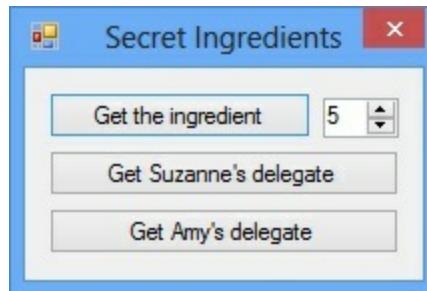 Secret Ingredients
Get the ingredient 5
Get Suzanne's delegate
Get Amy's delegate